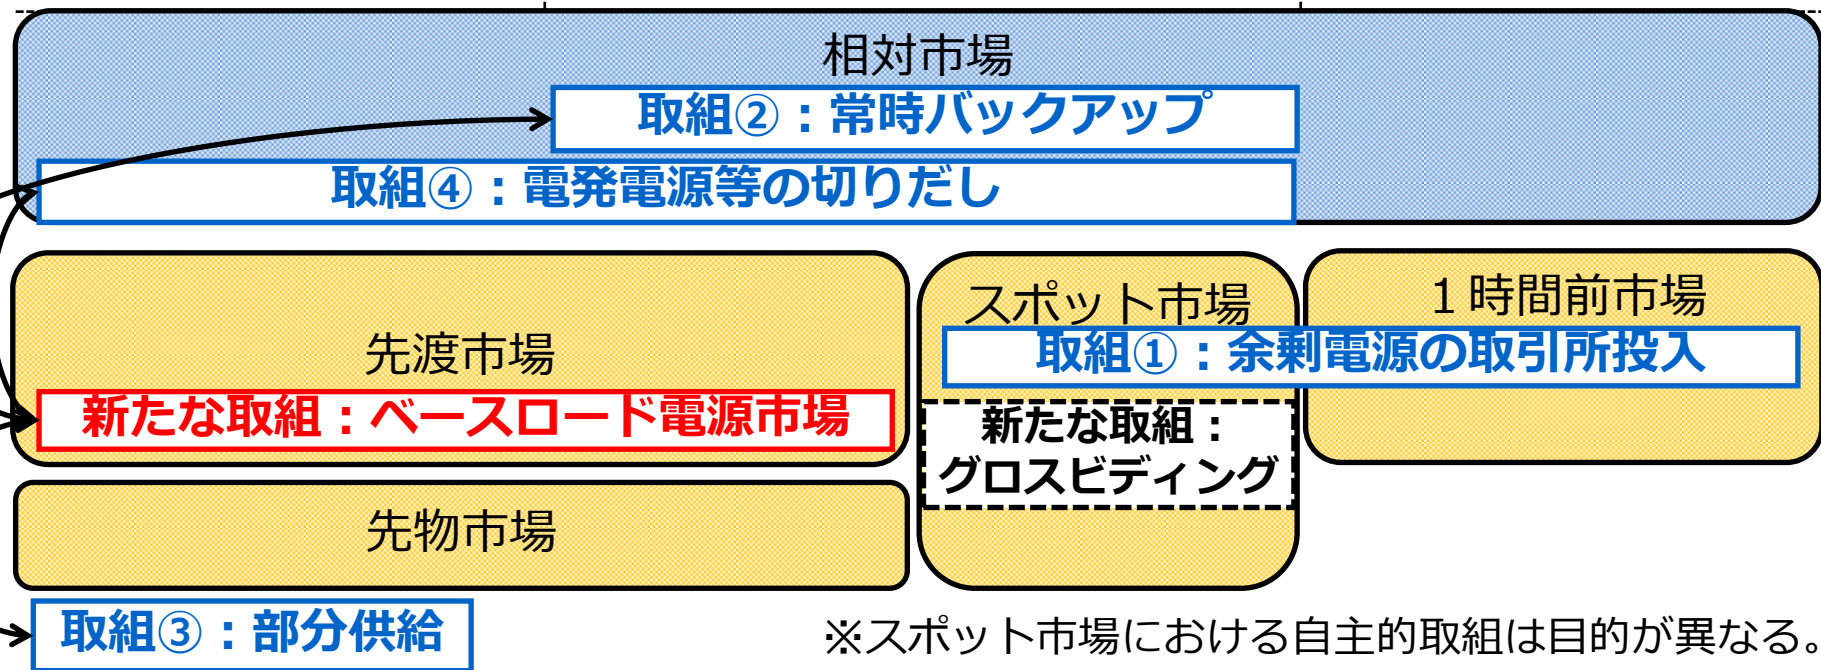 相対市場
取組②：常時バックアップ
取組④：電発電源等の切りだし
先渡市場
新たな取組：ベースロード電源市場
スポット市場
１時間前市場
取組①：余剰電源の取引所投入
新たな取組：
グロスビディング
先物市場
取組③：部分供給
※スポット市場における自主的取組は目的が異なる。